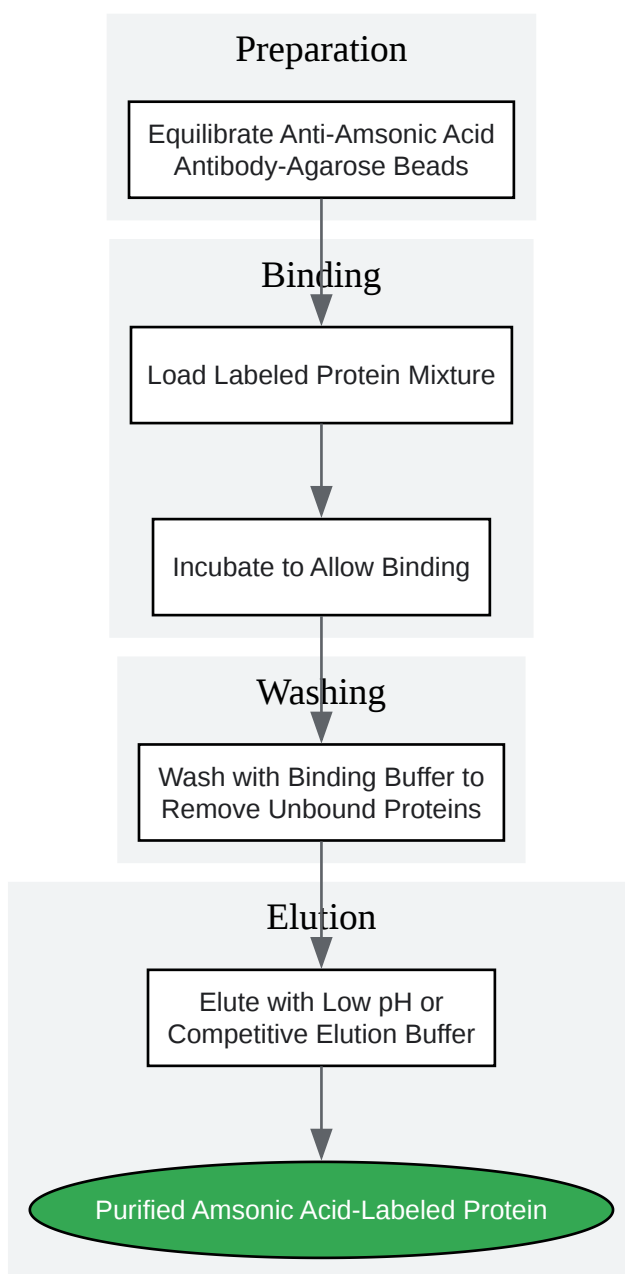 Preparation
Equilibrate Anti-Amsonic Acid
Antibody-Agarose Beads
Binding
Load Labeled Protein Mixture
Incubate to Allow Binding
Washing
Wash with Binding Buffer to
Remove Unbound Proteins
Elution
Elute with Low pH or
Competitive Elution Buffer
Purified Amsonic Acid-Labeled Protein